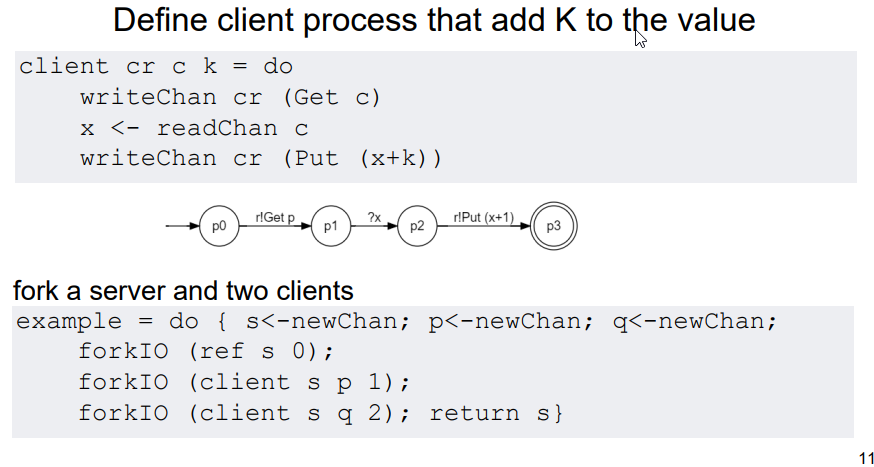 Define client process that add K to the value
client cr c k = do
writeChan cr (Get c)
x <- readChan c
writeChan cr (Put (x+k))
p0 r!Get p p1 ?x p2 r!Put (x+1) p3
fork a server and two clients
example = do { s<-newChan; p<-newChan; q<-newChan;
forkIO (ref s 0);
forkIO (client s p 1);
forkIO (client s q 2); return s}
11